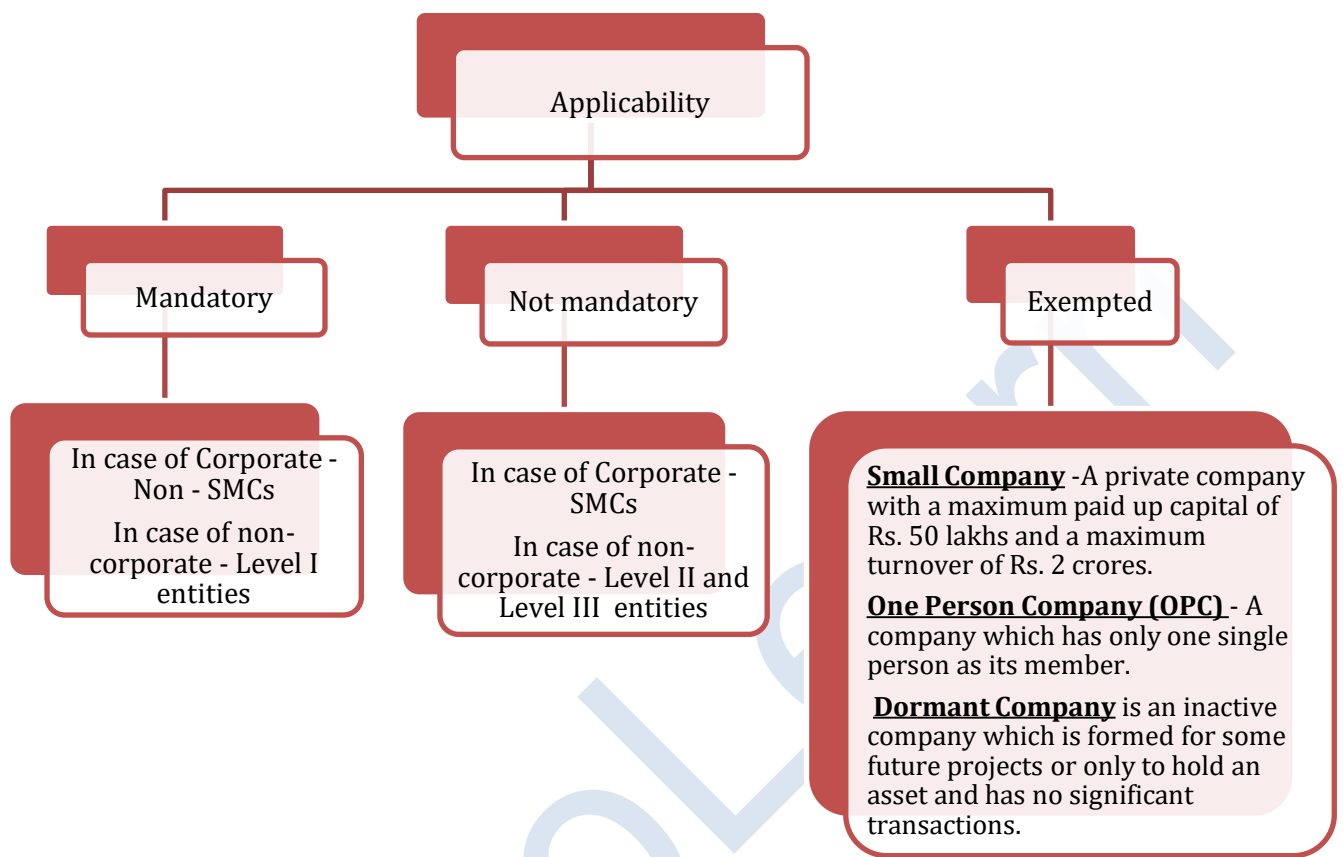 Applicability
Mandatory
Not mandatory
Exempted
In case of Corporate -
Non - SMCs
In case of non-
corporate - Level I
entities
In case of Corporate -
SMCs
In case of non-
corporate - Level II and
Level III  entities
Small Company -A private company
with a maximum paid up capital of
Rs. 50 lakhs and a maximum
turnover of Rs. 2 crores.
One Person Company (OPC) - A
company which has only one single
person as its member.
Dormant Company is an inactive
company which is formed for some
future projects or only to hold an
asset and has no significant
transactions.